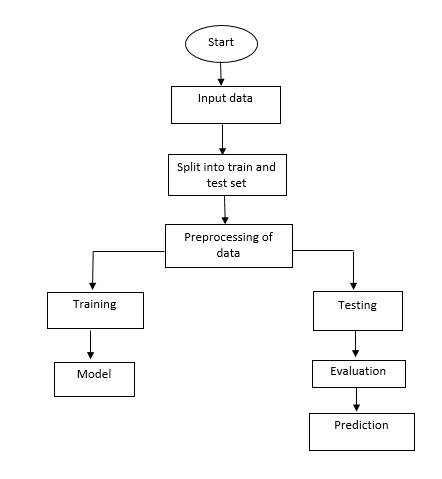 Start
Input data
Split into train and
test set
Preprocessing of
data
Training
Testing
Model
Evaluation
Prediction